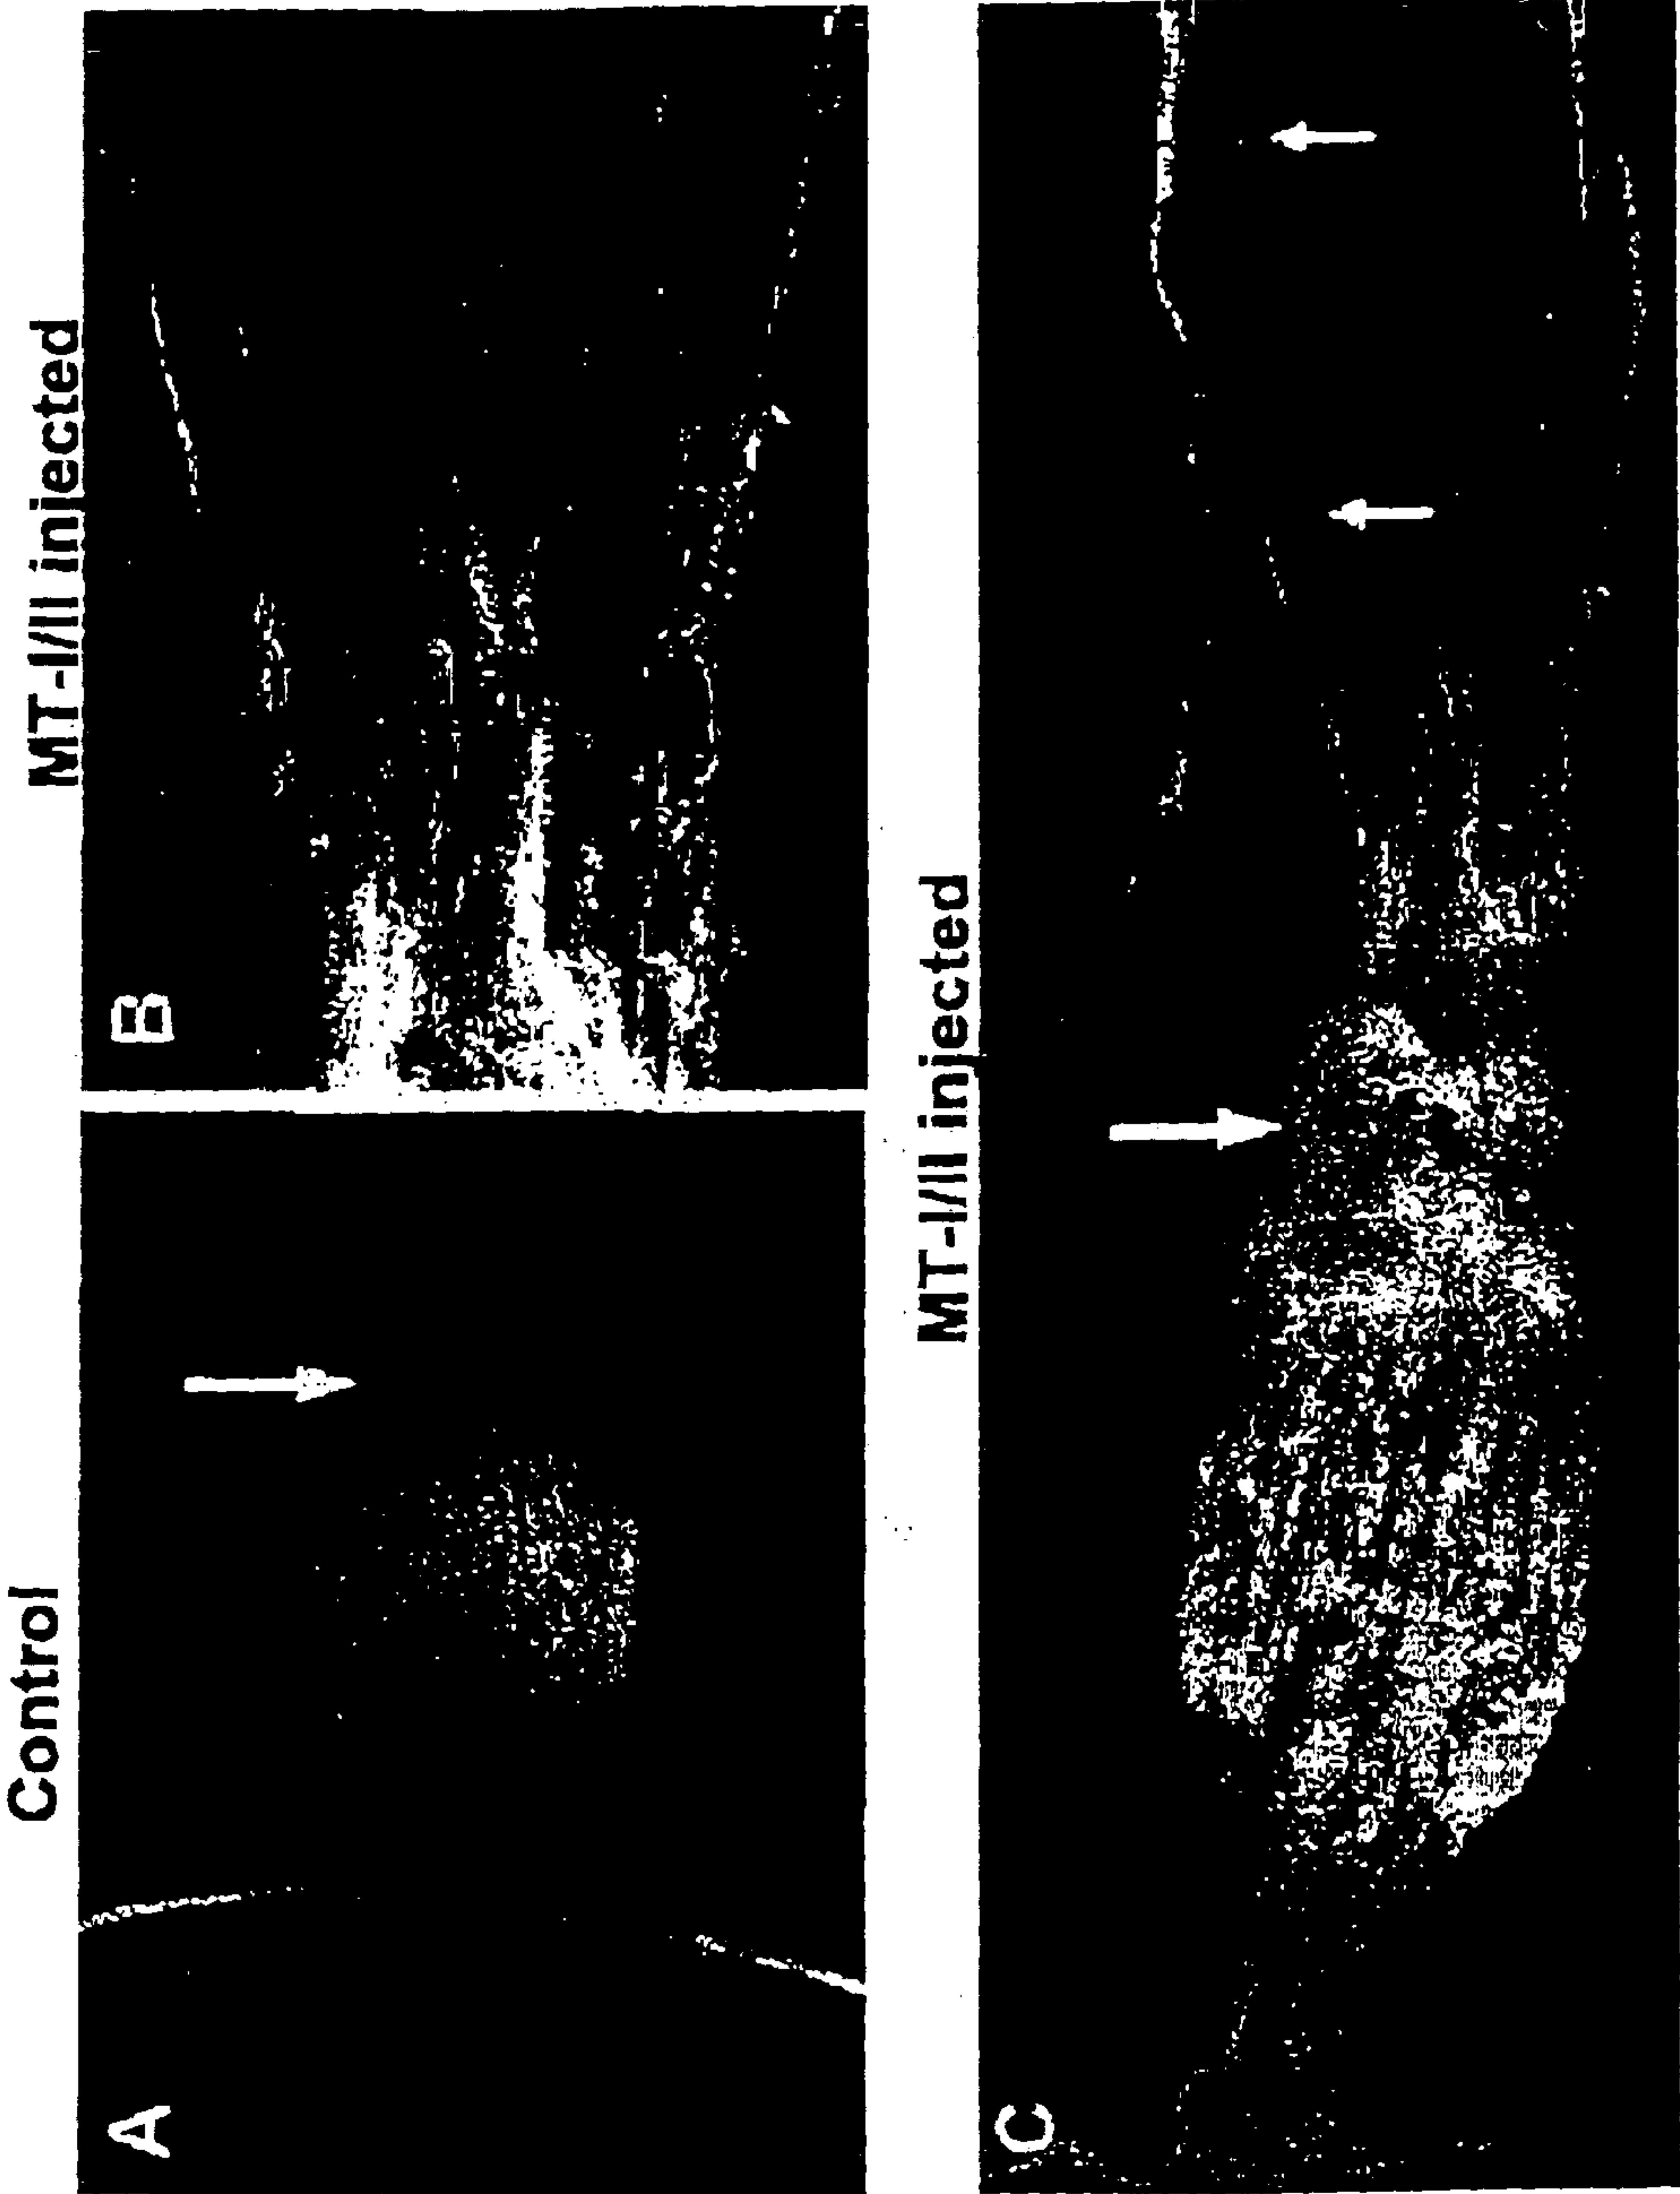 Control
MT-I/II injected
A
B
MT-I/II injected
C